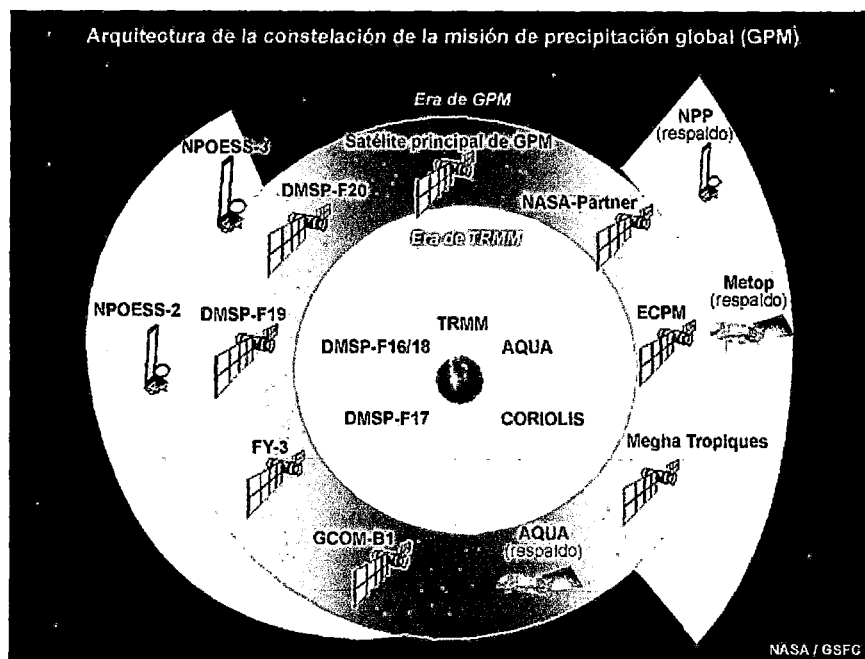 Arquitectura de la constelación de la misión de precipitación global (GPM)
Era de GPM
NPP
(respaldo)
NPOESS-3
Satélite principal de GPM
DMSP-F20
NASA-Partner
Era de TRMM
Metop
(respaldo)
NPOESS-2
DMSP-F19
ECPM
TRMM
DMSP-F16/18
AQUA
DMSP-F17
CORIOLIS
FY-3
Megha Tropiques
GCOM-B1
AQUA
(respaldo)
NASA / GSFC